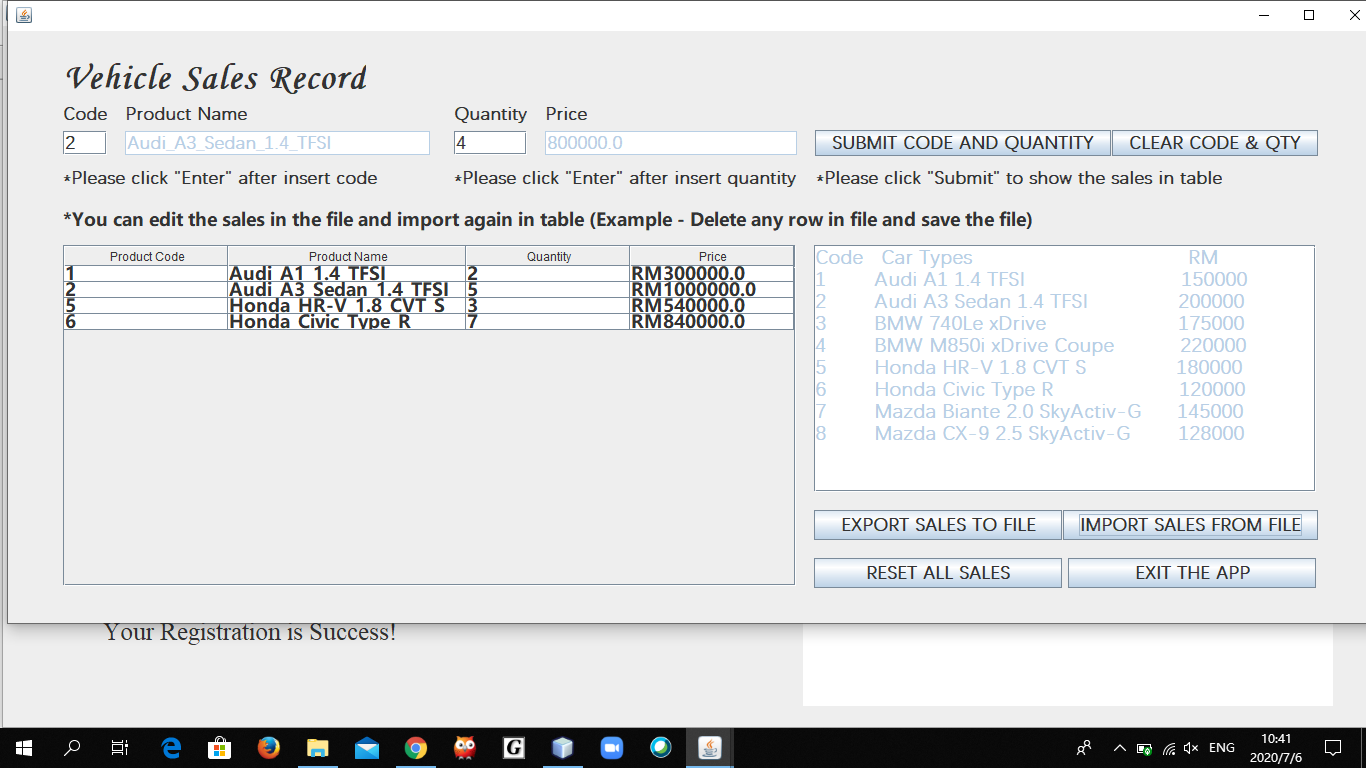 Vehicle Sales Record
Code Product Name Quantity Price
2 Audi_A3_Sedan_1.4_TFSI 4 800000.0 SUBMIT CODE AND QUANTITY CLEAR CODE & QTY
*Please click "Enter" after insert code *Please click "Enter" after insert quantity *Please click "Submit" to show the sales in table
*You can edit the sales in the file and import again in table (Example - Delete any row in file and save the file)
Product Code Product Name Quantity Price
1 Audi_A1_1.4_TFSI 2 RM300000.0
2 Audi_A3_Sedan_1.4_TFSI 5 RM1000000.0
5 Honda_HR-V_1.8_CVT_S 3 RM540000.0
6 Honda_Civic_Type_R 7 RM840000.0
Code Car Types RM
1 Audi A1 1.4 TFSI 150000
2 Audi A3 Sedan 1.4 TFSI 200000
3 BMW 740Le xDrive 175000
4 BMW M850i xDrive Coupe 220000
5 Honda HR-V 1.8 CVT S 180000
6 Honda Civic Type R 120000
7 Mazda Biante 2.0 SkyActiv-G 145000
8 Mazda CX-9 2.5 SkyActiv-G 128000
EXPORT SALES TO FILE IMPORT SALES FROM FILE
RESET ALL SALES EXIT THE APP
Your Registration is Success!
G ENG 10:41
2020/7/6